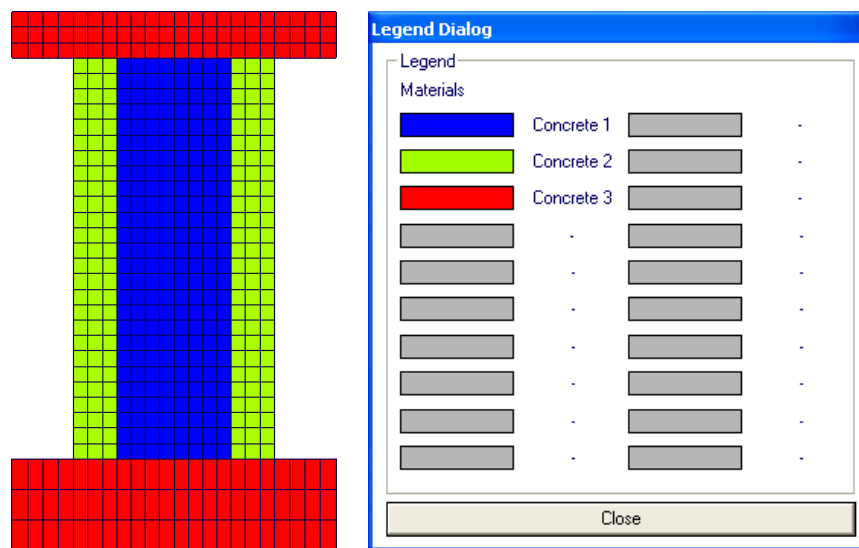 Legend Dialog
Legend
Materials
Concrete 1 -
Concrete 2 -
Concrete 3 -
- -
- -
- -
- -
- -
- -
- -
Close